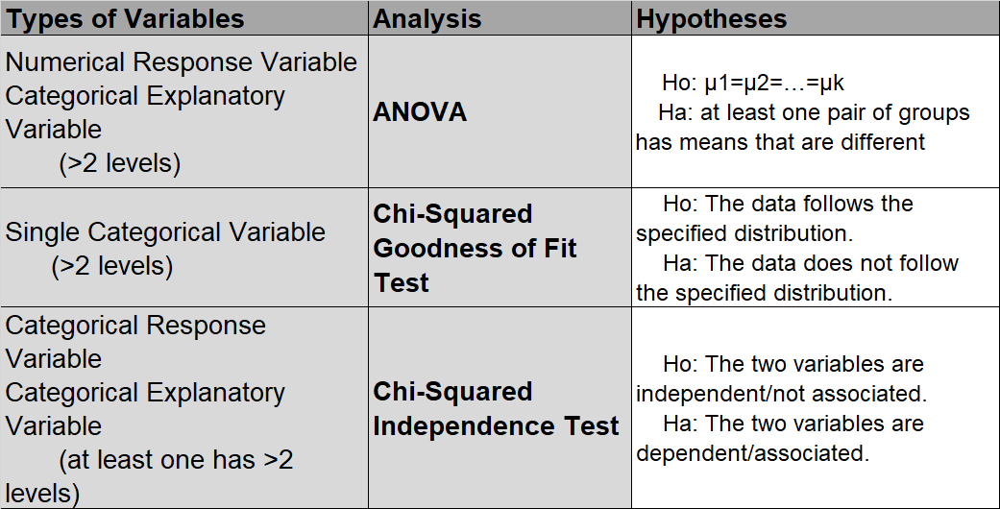 Types of Variables
Analysis
Hypotheses
Numerical Response Variable
Categorical Explanatory
Variable
(>2 levels)
ANOVA
Ho: µ1=µ2=…=µk
Ha: at least one pair of groups
has means that are different
Single Categorical Variable
(>2 levels)
Chi-Squared
Goodness of Fit
Test
Ho: The data follows the
specified distribution.
Ha: The data does not follow
the specified distribution.
Categorical Response
Variable
Categorical Explanatory
Variable
(at least one has >2
levels)
Chi-Squared
Independence Test
Ho: The two variables are
independent/not associated.
Ha: The two variables are
dependent/associated.